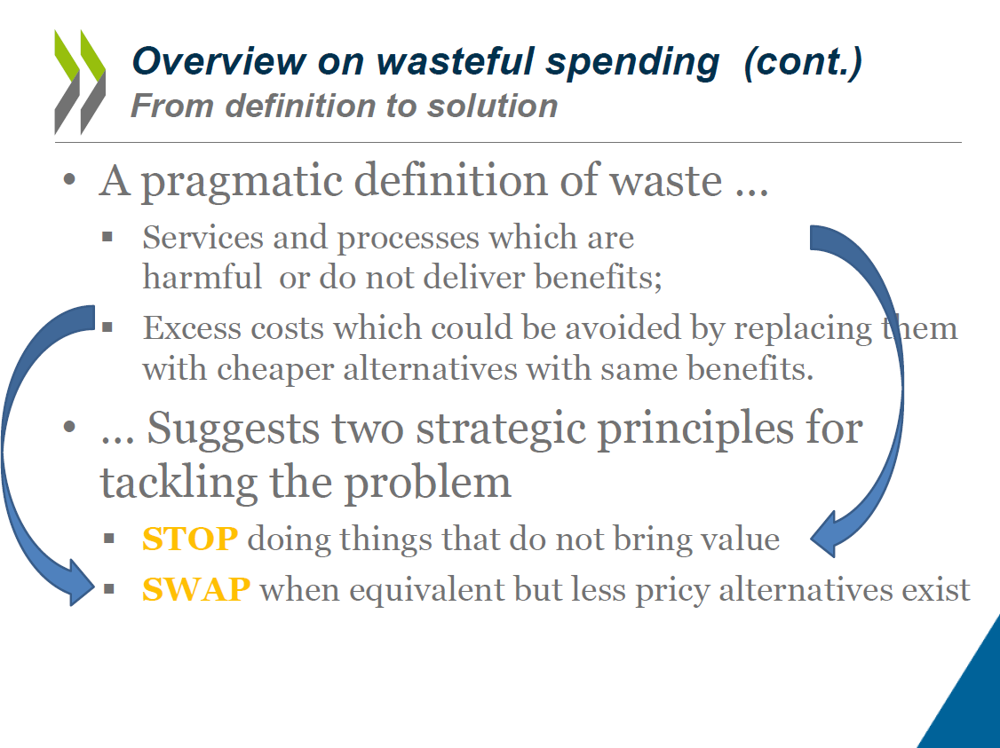 Overview on wasteful spending (cont.)
From definition to solution
• A pragmatic definition of waste ...
▪ Services and processes which are
harmful or do not deliver benefits;
▪ Excess costs which could be avoided by replacing them
with cheaper alternatives with same benefits.
• ... Suggests two strategic principles for
tackling the problem
▪ STOP doing things that do not bring value
▪ SWAP when equivalent but less pricy alternatives exist